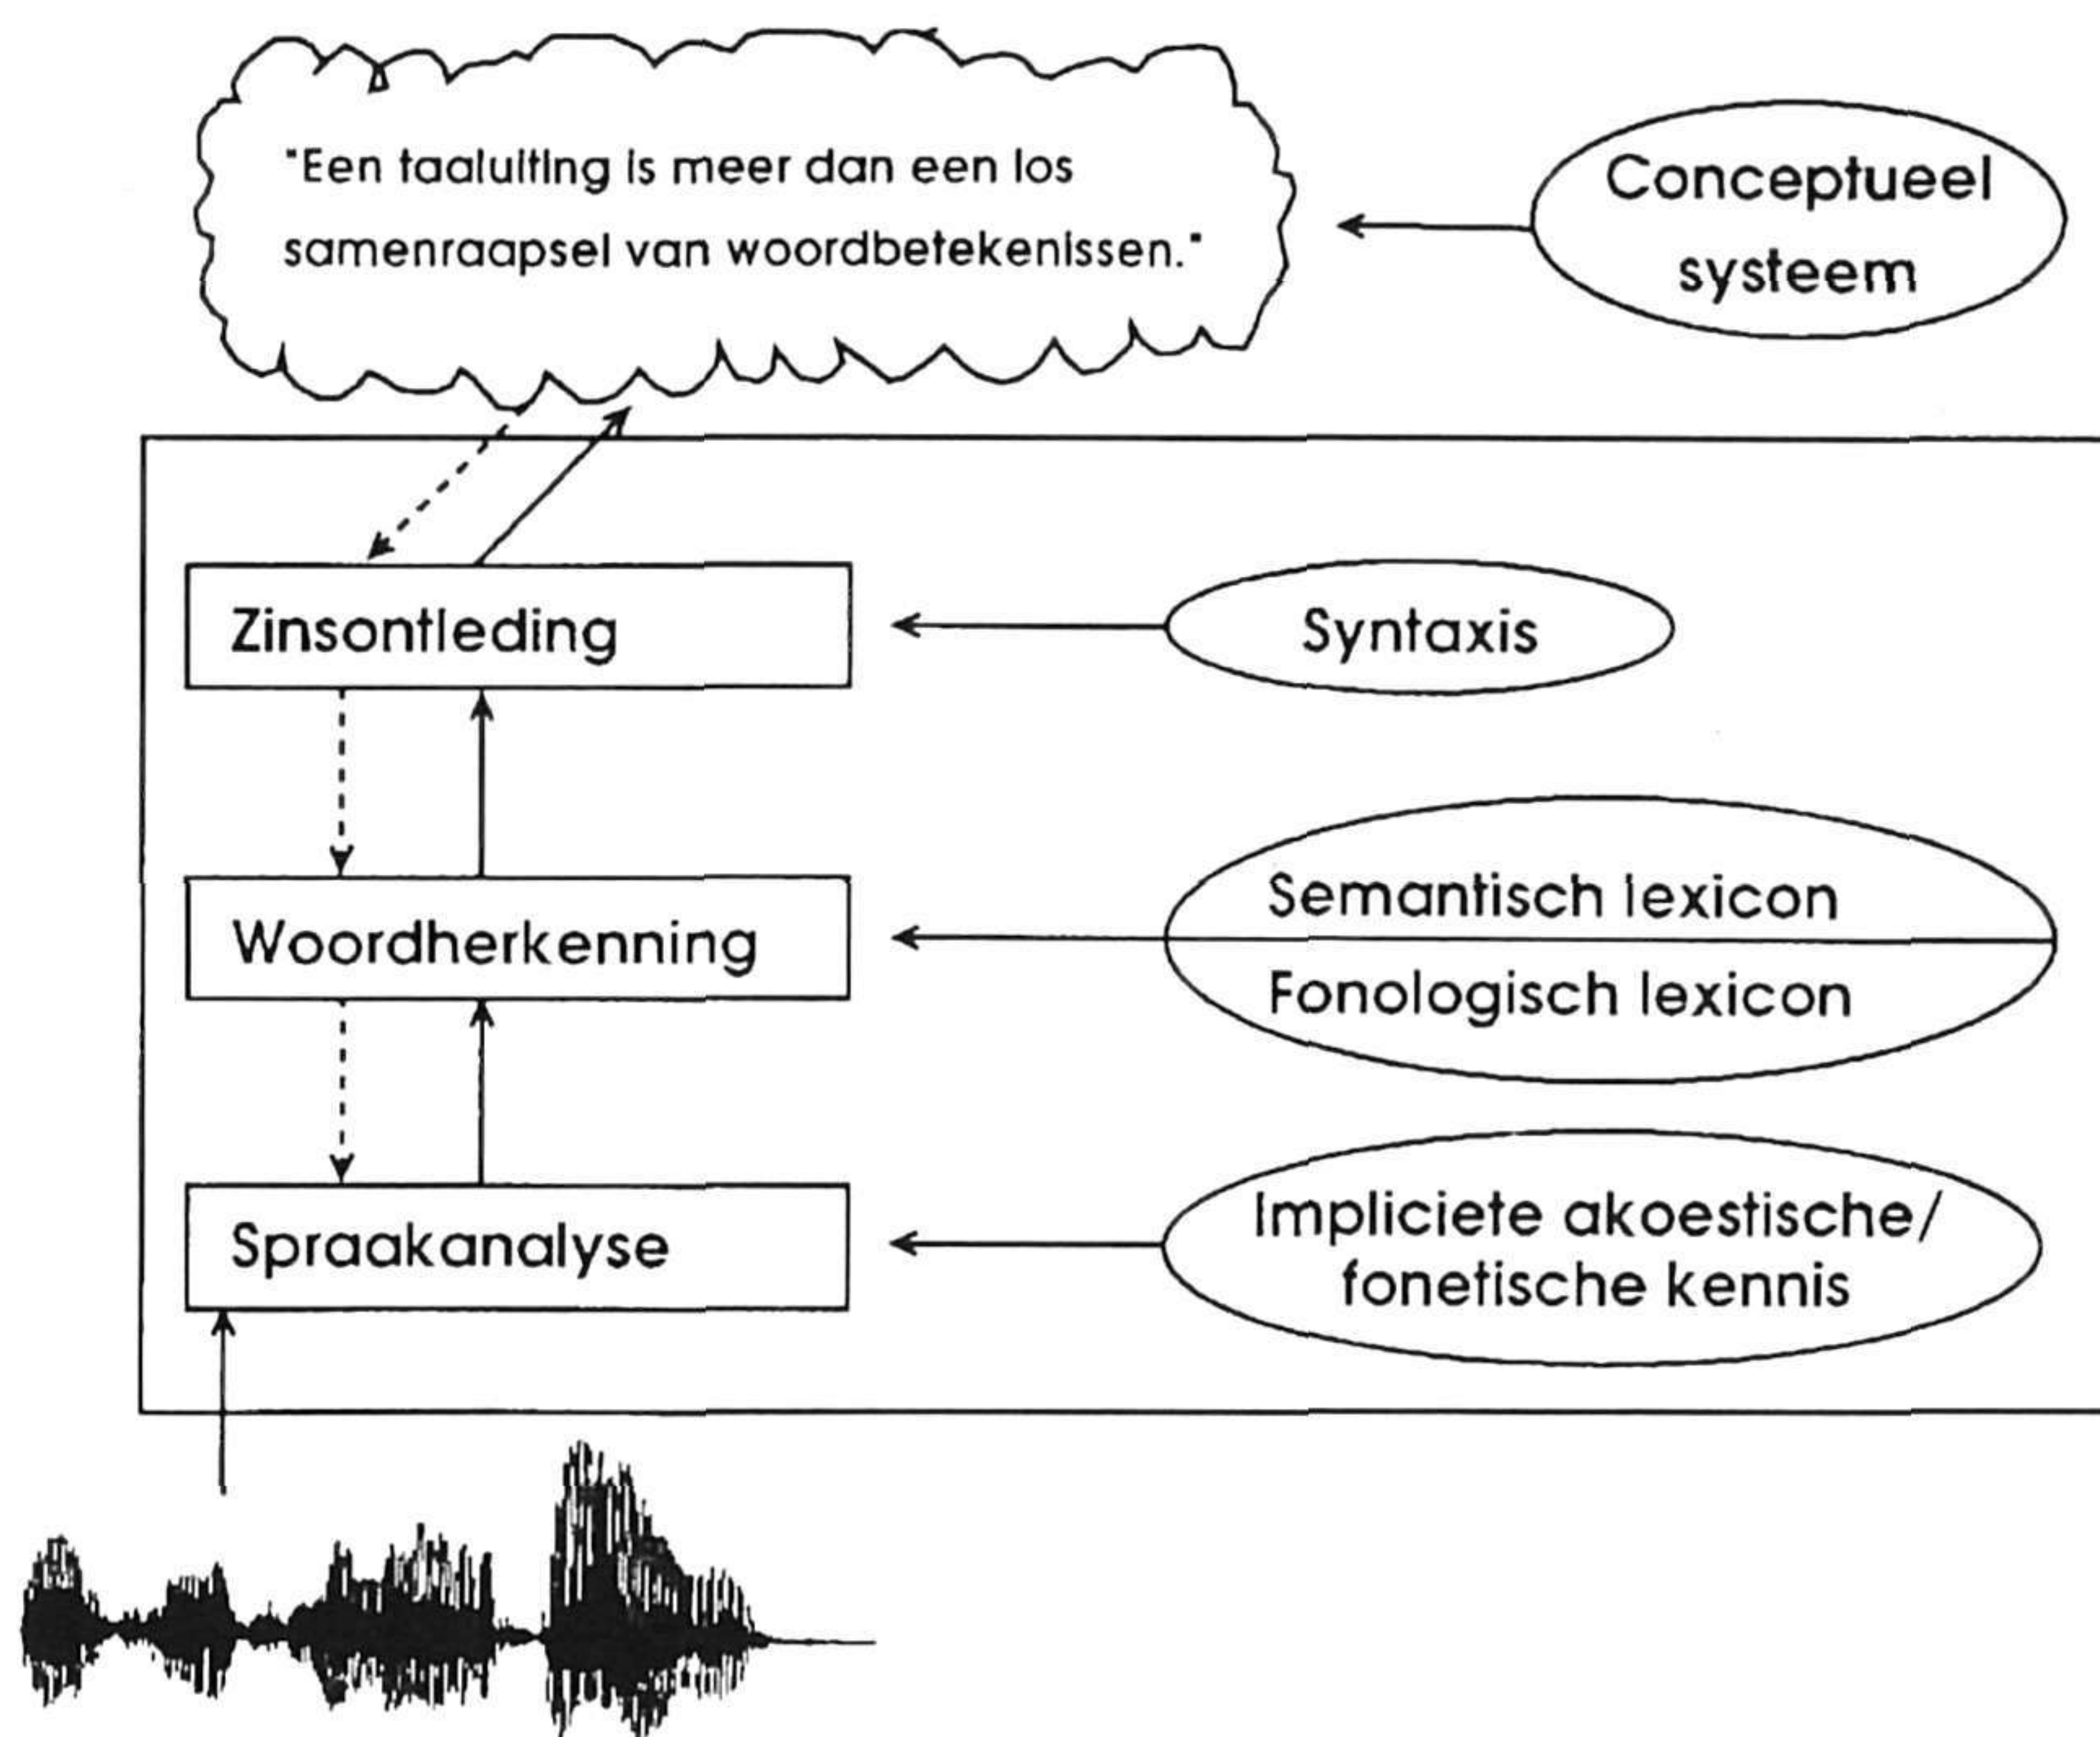 "Een taaluiting is meer dan een los
samenraapsel van woordbetekenissen."
Conceptueel
systeem
Zinsontleding
Syntaxis
Woordherkenning
Semantisch lexicon
Fonologisch lexicon
Spraakanalyse
Impliciete akoestische/
fonetische kennis